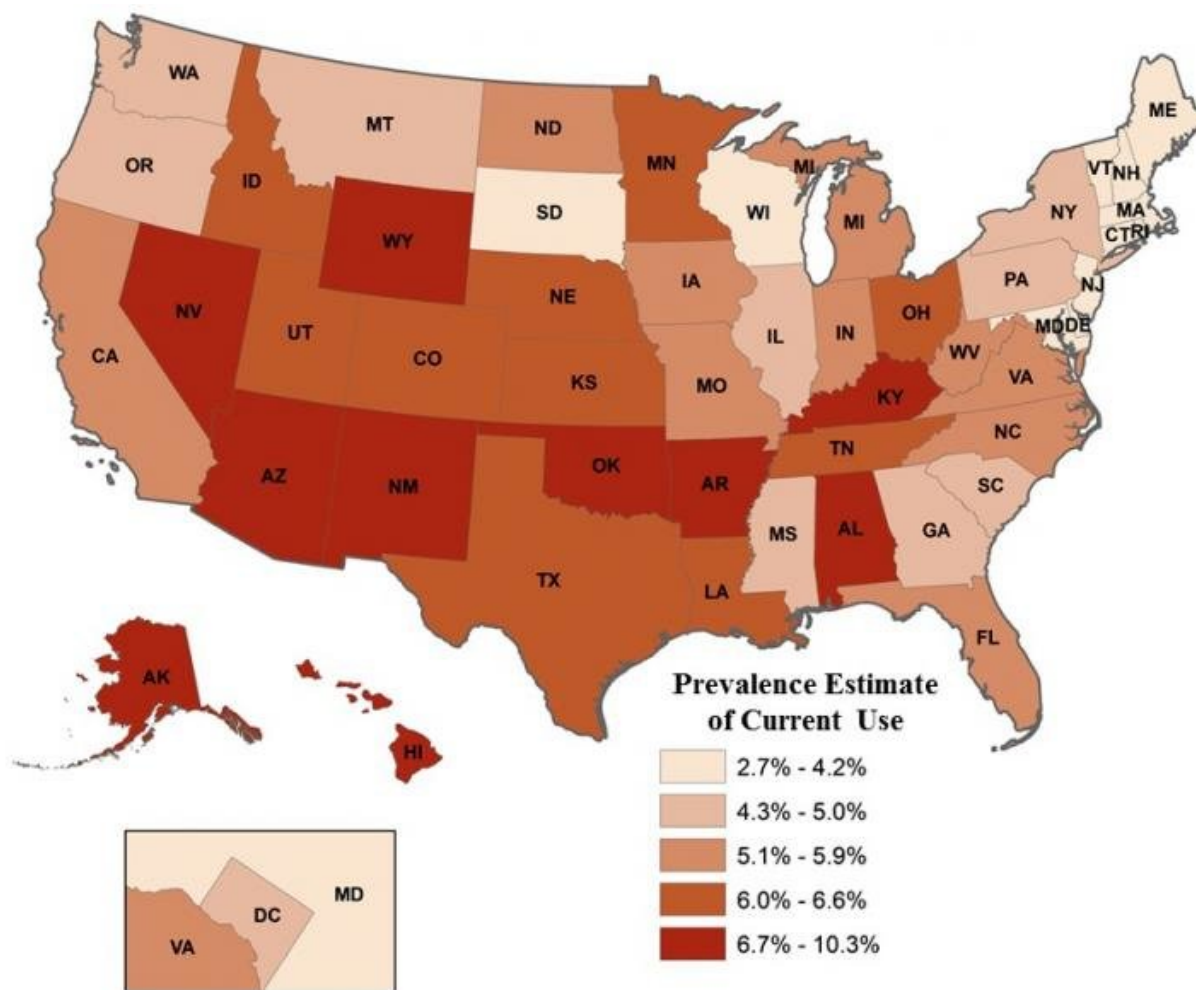 WA
MT
ND
MN
ME
OR
ID
SD
WI
MI
VT
NH
WY
MI
NY
MA
CT
RI
NV
NE
IA
PA
NJ
UT
CO
IL
IN
OH
MD
DE
CA
KS
MO
WV
VA
KY
NC
AZ
NM
OK
AR
TN
SC
MS
AL
GA
TX
LA
FL
AK
HI
Prevalence Estimate
of Current Use
2.7% - 4.2%
4.3% - 5.0%
5.1% - 5.9%
6.0% - 6.6%
6.7% - 10.3%
MD
DC
VA